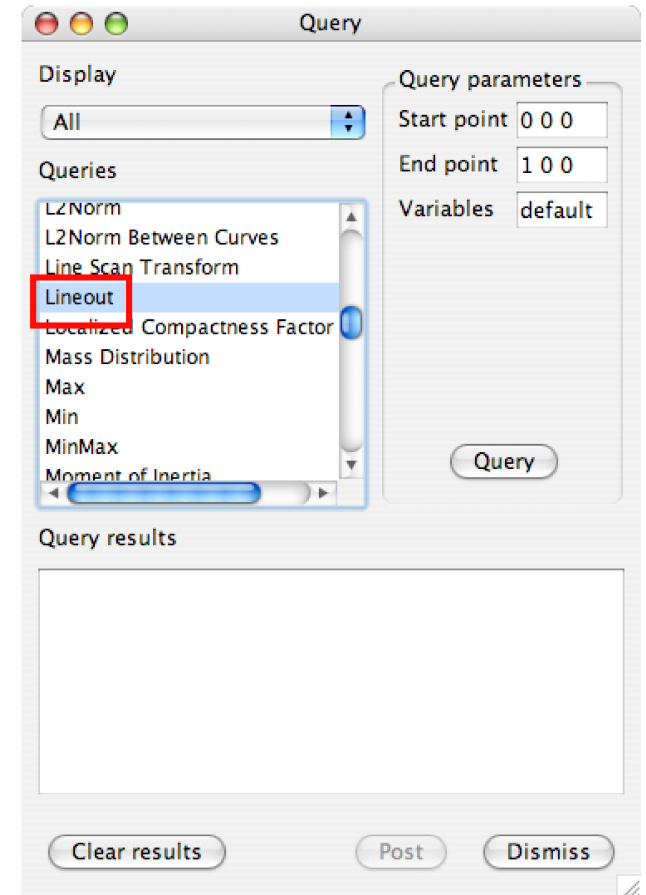 Query
Display
All
Queries
L2Norm
L2Norm Between Curves
Line Scan Transform
Lineout
Localized Compactness Factor
Mass Distribution
Max
Min
MinMax
Moment of Inertia
Query parameters
Start point 0 0 0
End point 1 0 0
Variables default
Query
Query results
Clear results Post Dismiss